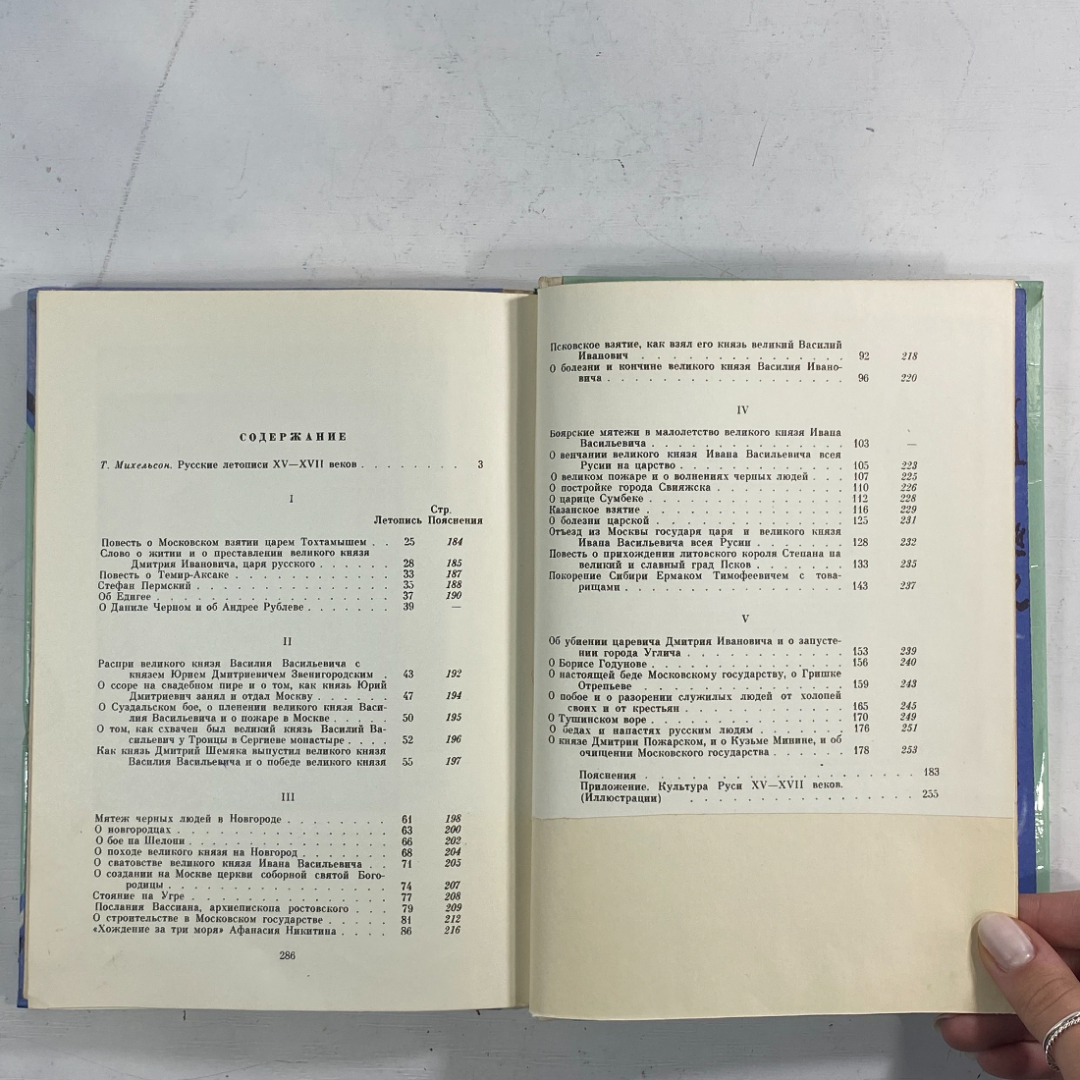 СОДЕРЖАНИЕ
Т. Михельсон. Русские летописи XV—XVII веков . . . . . . . . 3
I
Стр.
Летопись Пояснения
Повесть о Московском взятии царем Тохтамышем . . 25 184
Слово о житии и о преставлении великого князя
Дмитрия Ивановича, царя русского . . . . . . 28 185
Повесть о Темир-Аксаке . . . . . . . . . . . 33 187
Стефан Пермский . . . . . . . . . . . . . . 35 188
Об Едигее . . . . . . . . . . . . . . . . . 37 190
О Даниле Черном и об Андрее Рублеве . . . . . . 39 —
II
Распри великого князя Василия Васильевича с
князем Юрием Дмитриевичем Звенигородским . 43 192
О ссоре на свадебном пире и о том, как князь Юрий
Дмитриевич занял и отдал Москву . . . . . . 47 194
О Суздальском бое, о пленении великого князя Васи-
лия Васильевича и о пожаре в Москве . . . . . 50 195
О том, как схвачен был великий князь Василий Ва-
сильевич у Троицы в Сергиеве монастыре . . . . 52 196
Как князь Дмитрий Шемяка выпустил великого князя
Василия Васильевича и о победе великого князя 55 197
III
Мятеж черных людей в Новгороде . . . . . . . . 61 198
О новгородцах . . . . . . . . . . . . . . . 63 200
О бое на Шелони . . . . . . . . . . . . . . 66 202
О походе великого князя на Новгород . . . . . . . 68 204
О сватовстве великого князя Ивана Васильевича . . 71 205
О создании на Москве церкви соборной святой Бого-
родицы . . . . . . . . . . . . . . . . 74 207
Стояние на Угре . . . . . . . . . . . . . . 77 208
Послания Вассиана, архиепископа ростовского . . . 79 209
О строительстве в Московском государстве . . . . . 81 212
«Хождение за три моря» Афанасия Никитина . . . . 86 216
286
Псковское взятие, как взял его князь великий Василий
Иванович . . . . . . . . . . . . . . . 92 218
О болезни и кончине великого князя Василия Ивано-
вича . . . . . . . . . . . . . . . . . 96 220
IV
Боярские мятежи в малолетство великого князя Ивана
Васильевича . . . . . . . . . . . . . . 103 —
О венчании великого князя Ивана Васильевича всея
Русии на царство . . . . . . . . . . . . 105 223
О великом пожаре и о волнениях черных людей . . . 107 225
О постройке города Свияжска . . . . . . . . . . 110 226
О царице Сумбеке . . . . . . . . . . . . . . 112 228
Казанское взятие . . . . . . . . . . . . . . 116 229
О болезни царской . . . . . . . . . . . . . . 125 231
Отъезд из Москвы государя царя и великого князя
Ивана Васильевича всея Русии . . . . . . . 128 232
Повесть о прихождении литовского короля Степана на
великий и славный град Псков . . . . . . . 133 235
Покорение Сибири Ермаком Тимофеевичем с това-
рищами . . . . . . . . . . . . . . . . 143 237
V
Об убиении царевича Дмитрия Ивановича и о запусте-
нии города Углича . . . . . . . . . . . . 153 239
О Борисе Годунове . . . . . . . . . . . . . . 156 240
О настоящей беде Московскому государству, о Гришке
Отрепьеве . . . . . . . . . . . . . . . 159 243
О побое и о разорении служилых людей от холопей
своих и от крестьян . . . . . . . . . . . 165 245
О Тушинском воре . . . . . . . . . . . . . . 170 249
О бедах и напастях русским людям . . . . . . . 176 251
О князе Дмитрии Пожарском, и о Кузьме Минине, и об
очищении Московского государства . . . . . . 178 253
Пояснения . . . . . . . . . . . . . . . . . . 183
Приложение. Культура Руси XV—XVII веков.
(Иллюстрации) . . . . . . . . . . . . . . 255